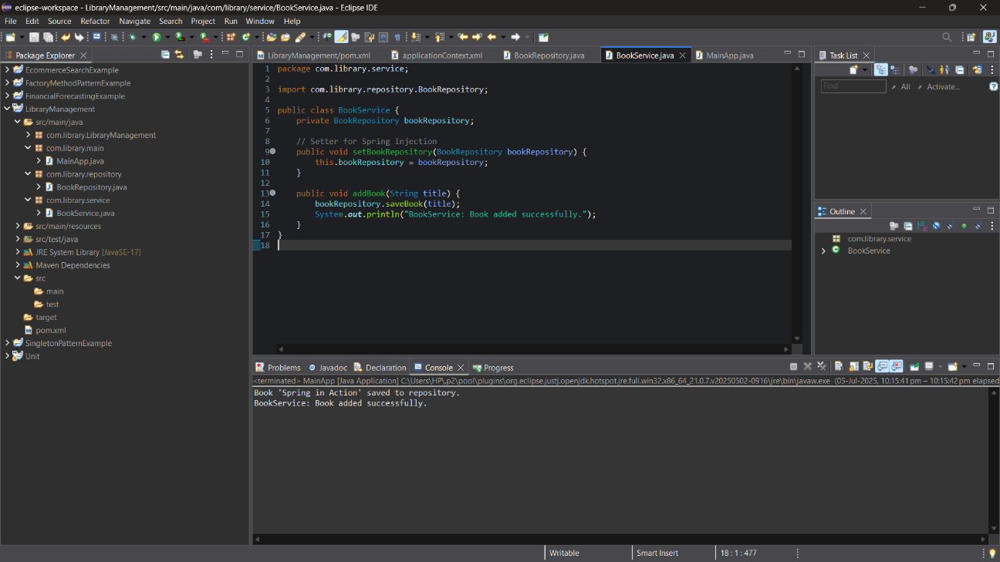 eclipse-workspace - LibraryManagement/src/main/java/com/library/service/BookService.java - Eclipse IDE
File Edit Source Refactor Navigate Search Project Run Window Help
Package Explorer
EcommerceSearchExample
FactoryMethodPatternExample
FinancialForecastingExample
LibraryManagement
src/main/java
com.library.LibraryManagement
com.library.main
MainApp.java
com.library.repository
BookRepository.java
com.library.service
BookService.java
src/main/resources
src/test/java
JRE System Library [JavaSE-17]
Maven Dependencies
src
main
test
target
pom.xml
SingletonPatternExample
Unit
LibraryManagement/pom.xml applicationContext.xml BookRepository.java BookService.java MainApp.java
1 package com.library.service;
2
3 import com.library.repository.BookRepository;
4
5 public class BookService {
6 private BookRepository bookRepository;
7
8 // Setter for Spring Injection
9 public void setBookRepository(BookRepository bookRepository) {
10 this.bookRepository = bookRepository;
11 }
12
13 public void addBook(String title) {
14 bookRepository.saveBook(title);
15 System.out.println("BookService: Book added successfully.");
16 }
17 }
18
Task List
Find All Activate...
Outline
com.library.service
BookService
Problems Javadoc Declaration Console Progress
<terminated> MainApp [Java Application] C:\Users\HP\.p2\pool\plugins\org.eclipse.justj.openjdk.hotspot.jre.full.win32.x86_64_21.0.7.v20250502-0916\jre\bin\javaw.exe (05-Jul-2025, 10:15:41 pm – 10:15:42 pm elapsed
Book 'Spring in Action' saved to repository.
BookService: Book added successfully.
Writable Smart Insert 18 : 1 : 477